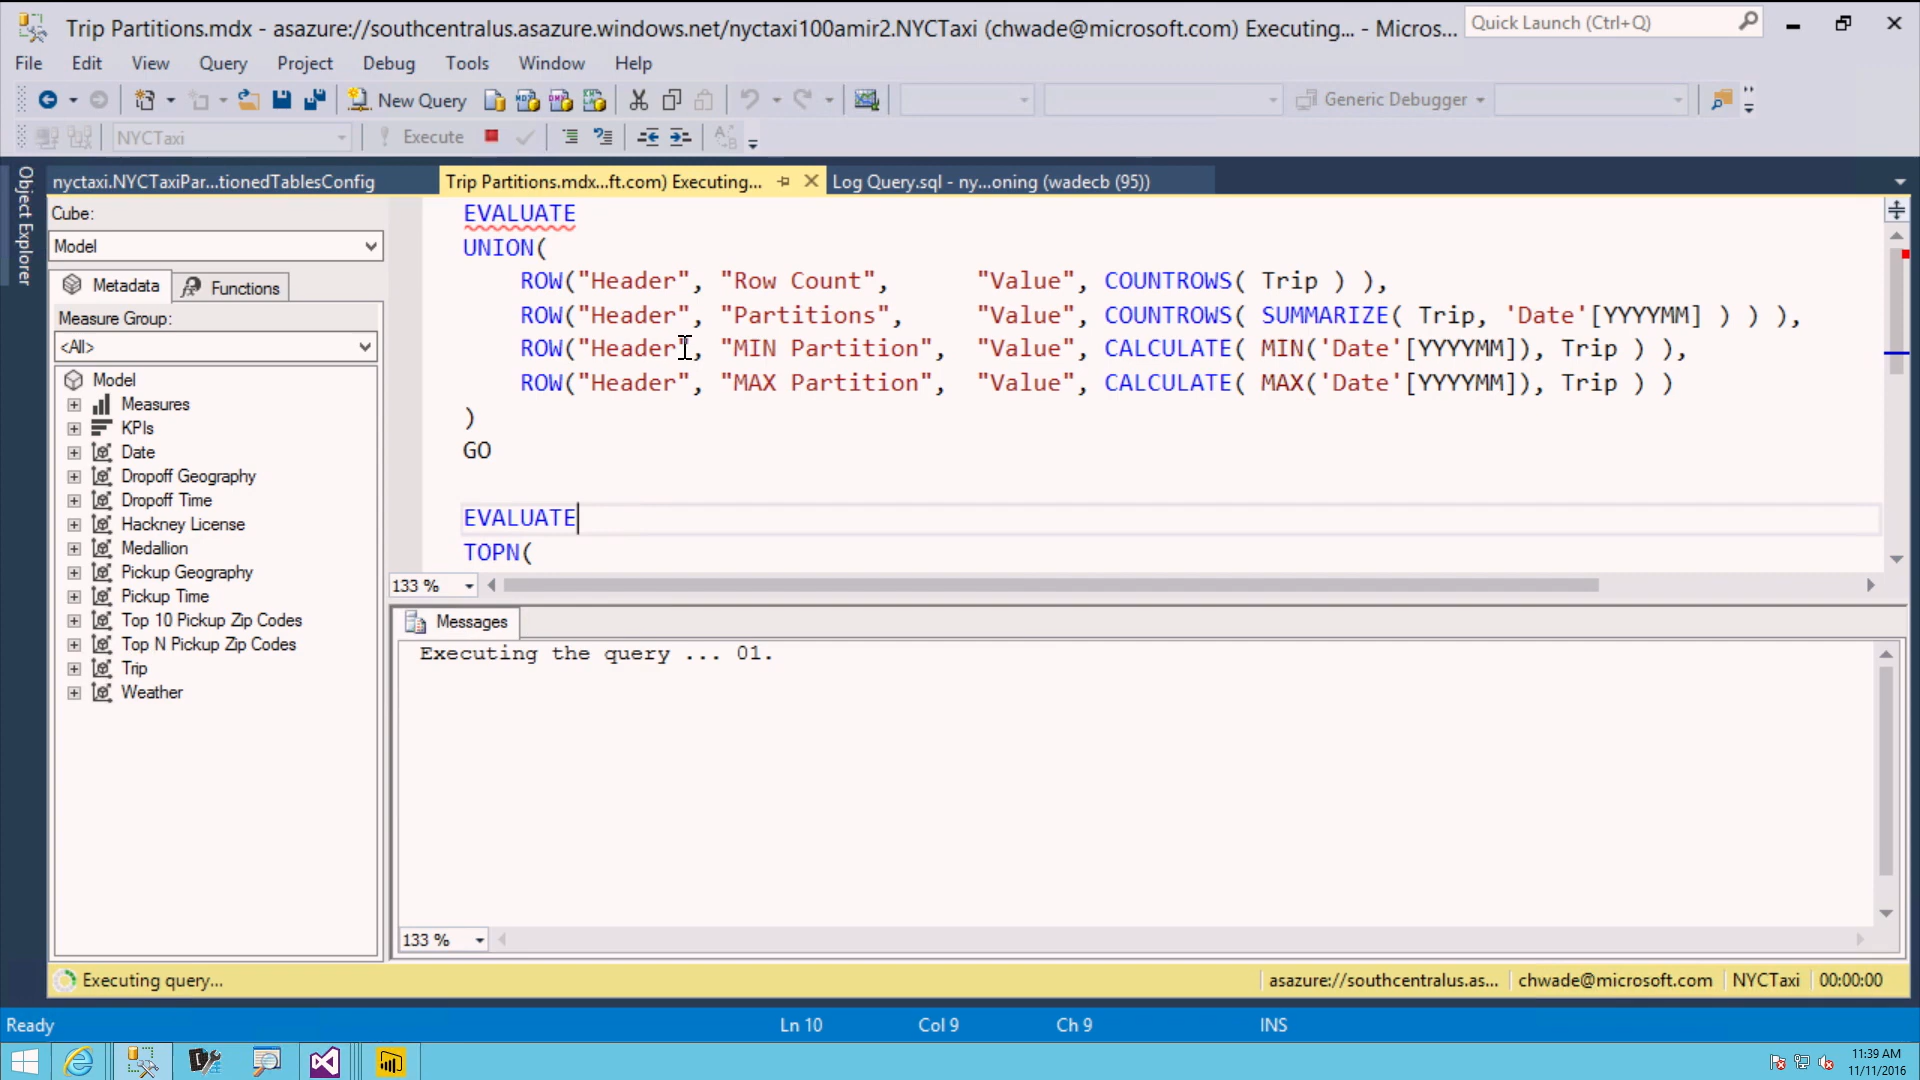 Trip Partitions.mdx - asazure://southcentralus.asazure.windows.net/nyctaxi100amir2.NYCTaxi (chwade@microsoft.com) Executing... - Micros...
Quick Launch (Ctrl+Q)
File Edit View Query Project Debug Tools Window Help
New Query
Generic Debugger
NYCTaxi
Execute
Object Explorer
nyctaxi.NYCTaxiPar...tionedTablesConfig
Trip Partitions.mdx...ft.com) Executing...
Log Query.sql - ny...oning (wadecb (95))
Cube:
Model
Metadata
Functions
Measure Group:
<All>
Model
Measures
KPIs
Date
Dropoff Geography
Dropoff Time
Hackney License
Medallion
Pickup Geography
Pickup Time
Top 10 Pickup Zip Codes
Top N Pickup Zip Codes
Trip
Weather
EVALUATE
UNION(
ROW("Header", "Row Count", "Value", COUNTROWS( Trip ) ),
ROW("Header", "Partitions", "Value", COUNTROWS( SUMMARIZE( Trip, 'Date'[YYYYMM] ) ) ),
ROW("Header", "MIN Partition", "Value", CALCULATE( MIN('Date'[YYYYMM]), Trip ) ),
ROW("Header", "MAX Partition", "Value", CALCULATE( MAX('Date'[YYYYMM]), Trip ) )
)
GO
EVALUATE
TOPN(
133 %
Messages
Executing the query ... 01.
133 %
Executing query...
asazure://southcentralus.as...
chwade@microsoft.com
NYCTaxi
00:00:00
Ready
Ln 10
Col 9
Ch 9
INS
11:39 AM
11/11/2016